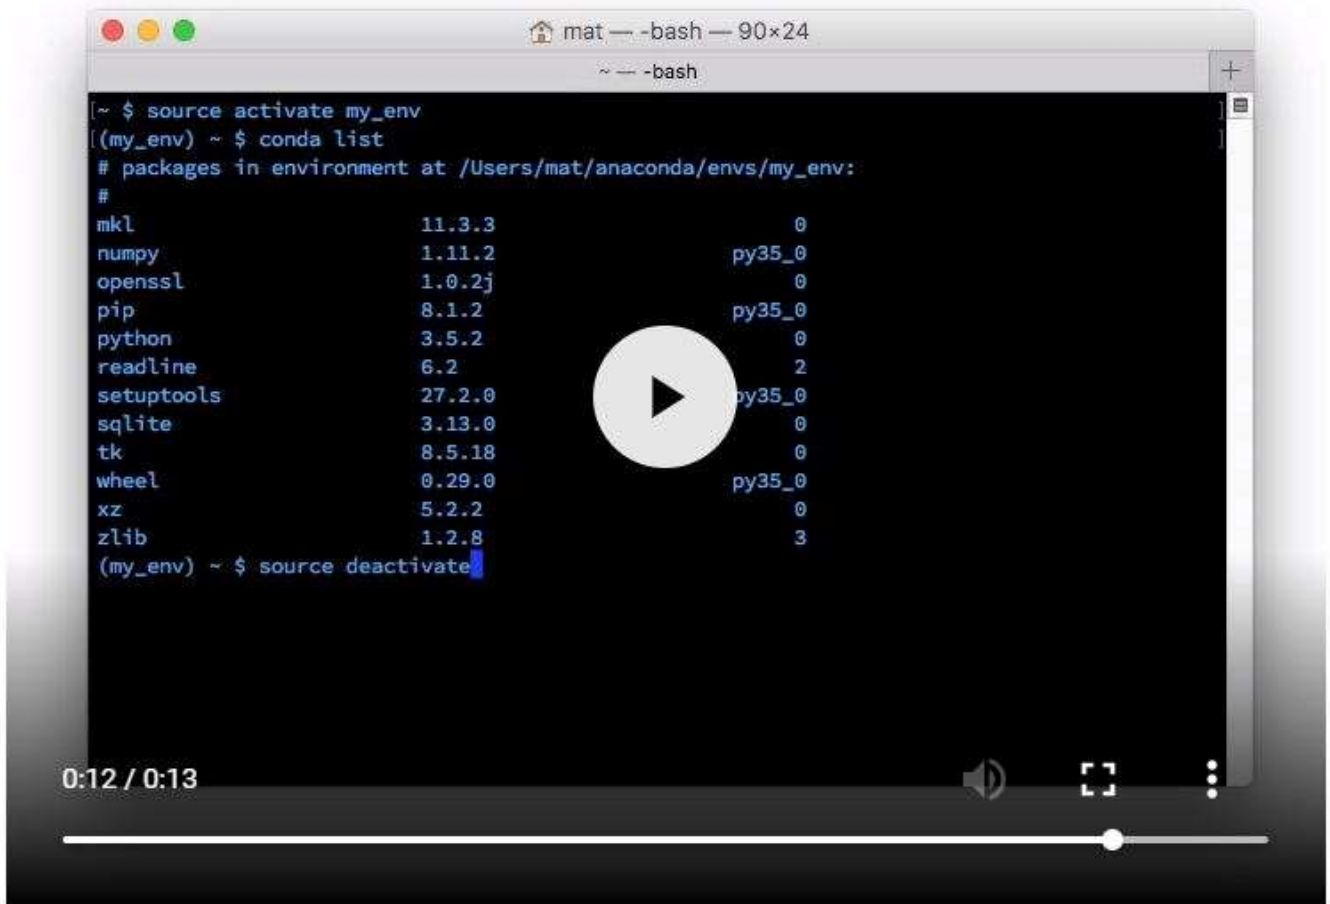 mat — -bash — 90×24
~ — -bash
~ $ source activate my_env
(my_env) ~ $ conda list
# packages in environment at /Users/mat/anaconda/envs/my_env:
#
mkl 11.3.3 0
numpy 1.11.2 py35_0
openssl 1.0.2j 0
pip 8.1.2 py35_0
python 3.5.2 0
readline 6.2 2
setuptools 27.2.0 py35_0
sqlite 3.13.0 0
tk 8.5.18 0
wheel 0.29.0 py35_0
xz 5.2.2 0
zlib 1.2.8 3
(my_env) ~ $ source deactivate
0:12 / 0:13